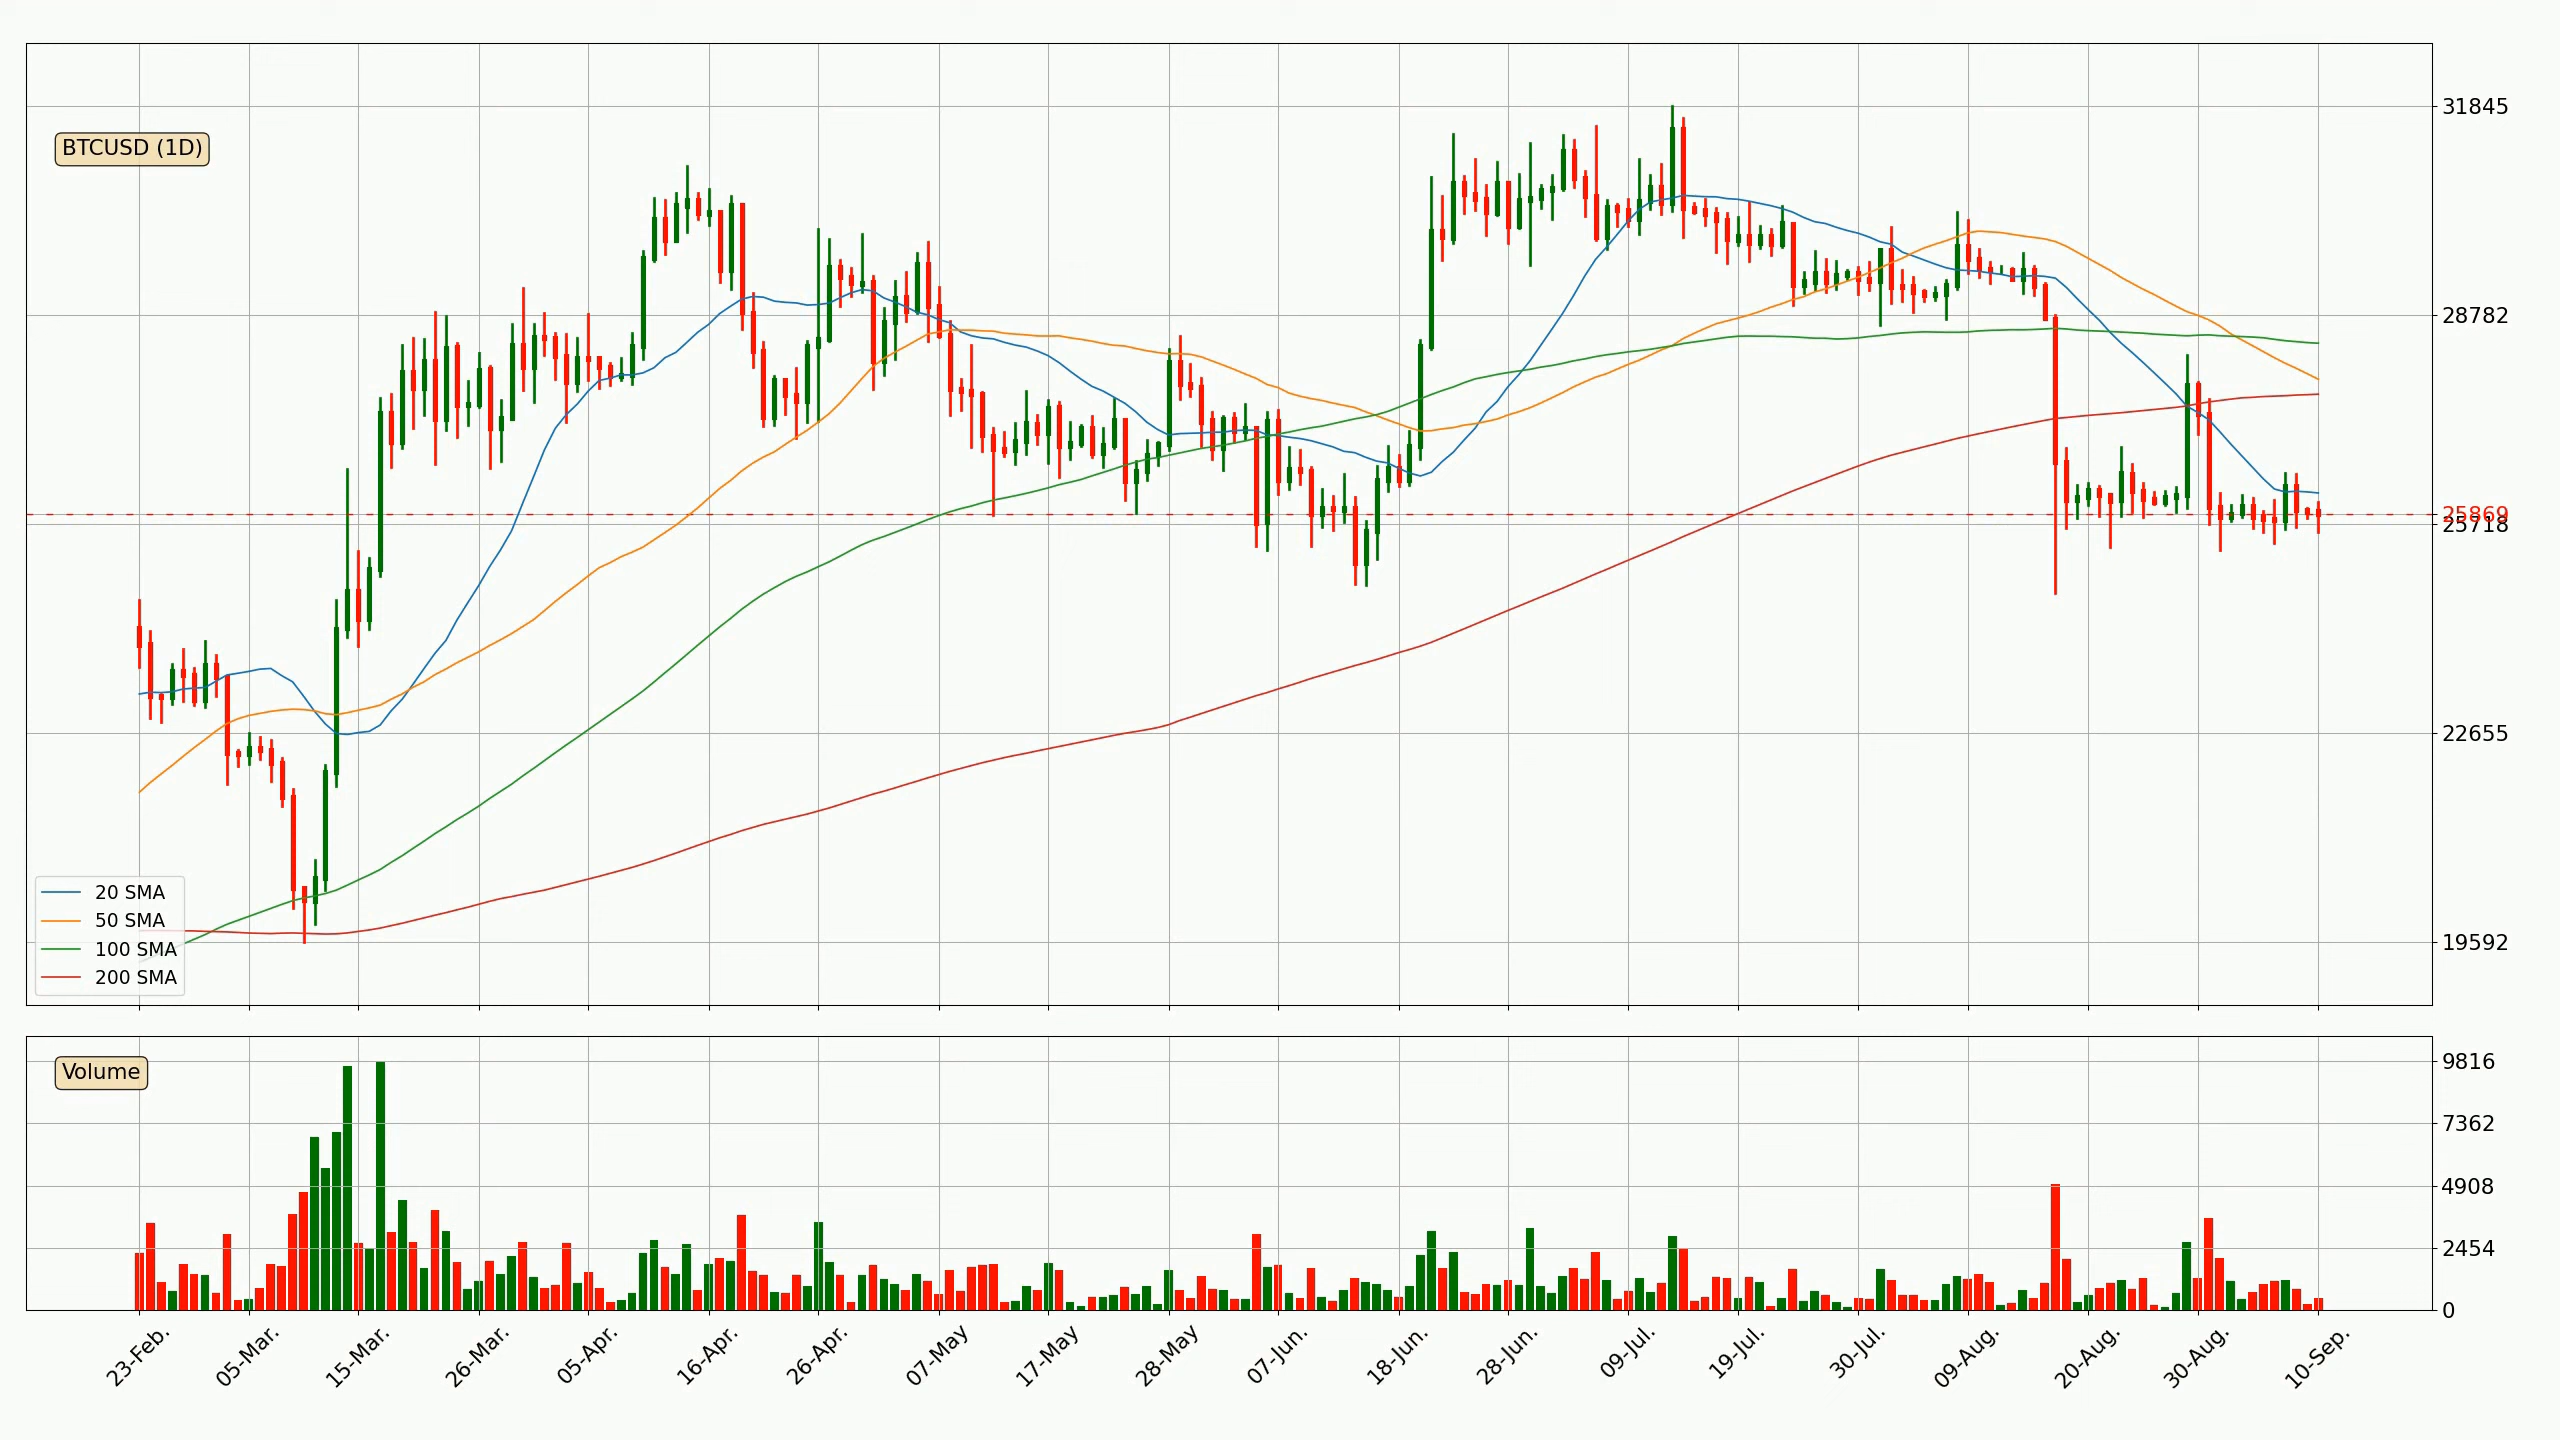 BTCUSD (1D)
31845
28782
25869
25718
22655
19592
20 SMA
50 SMA
100 SMA
200 SMA
Volume
9816
7362
4908
2454
0
23-Feb.
05-Mar.
15-Mar.
26-Mar.
05-Apr.
16-Apr.
26-Apr.
07-May
17-May
28-May
07-Jun.
18-Jun.
28-Jun.
09-Jul.
19-Jul.
30-Jul.
09-Aug.
20-Aug.
30-Aug.
10-Sep.